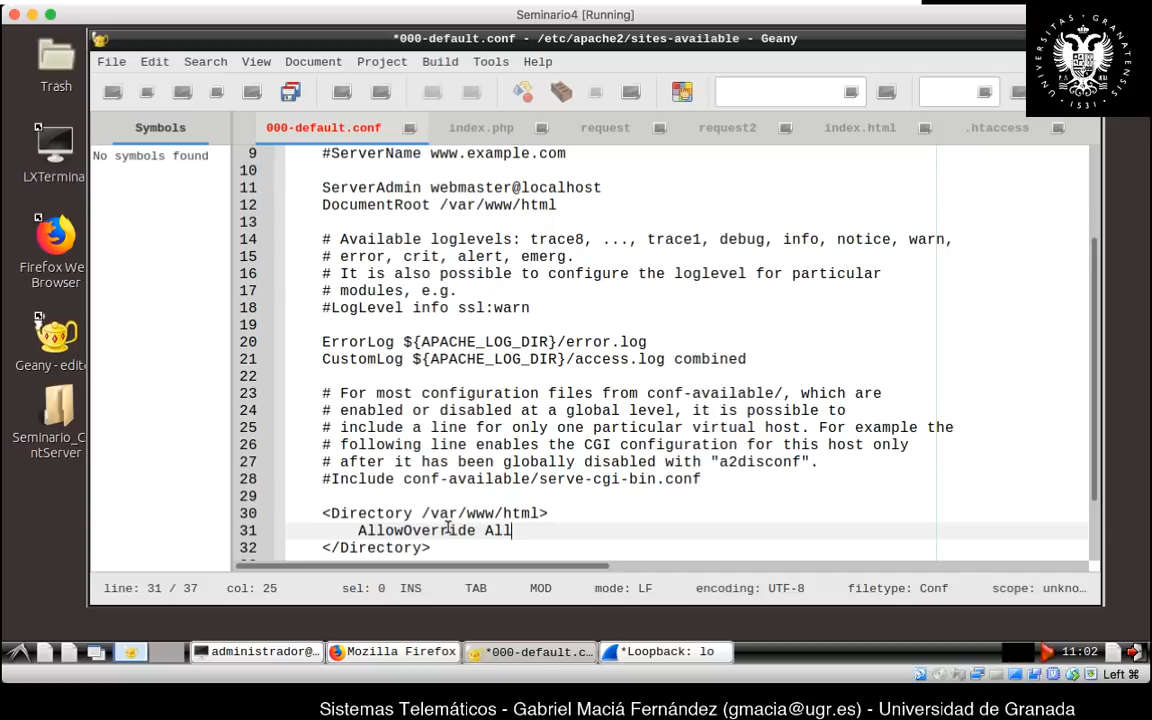 Seminario4 [Running]
*000-default.conf - /etc/apache2/sites-available - Geany
File Edit Search View Document Project Build Tools Help
Symbols 000-default.conf index.php request request2 index.html .htaccess
No symbols found
Trash
LXTermina
Firefox We
Browser
Geany - edit
Seminario_C
ntServer
9 #ServerName www.example.com
10
11 ServerAdmin webmaster@localhost
12 DocumentRoot /var/www/html
13
14 # Available loglevels: trace8, ..., trace1, debug, info, notice, warn,
15 # error, crit, alert, emerg.
16 # It is also possible to configure the loglevel for particular
17 # modules, e.g.
18 #LogLevel info ssl:warn
19
20 ErrorLog ${APACHE_LOG_DIR}/error.log
21 CustomLog ${APACHE_LOG_DIR}/access.log combined
22
23 # For most configuration files from conf-available/, which are
24 # enabled or disabled at a global level, it is possible to
25 # include a line for only one particular virtual host. For example the
26 # following line enables the CGI configuration for this host only
27 # after it has been globally disabled with "a2disconf".
28 #Include conf-available/serve-cgi-bin.conf
29
30 <Directory /var/www/html>
31 AllowOverride All
32 </Directory>
line: 31 / 37 col: 25 sel: 0 INS TAB MOD mode: LF encoding: UTF-8 filetype: Conf scope: unkno…
administrador@… Mozilla Firefox *000-default.c… *Loopback: lo 11:02
Left ⌘
UNIVERSITAS GRANATENSIS 1531
Sistemas Telemáticos - Gabriel Maciá Fernández (gmacia@ugr.es) - Universidad de Granada